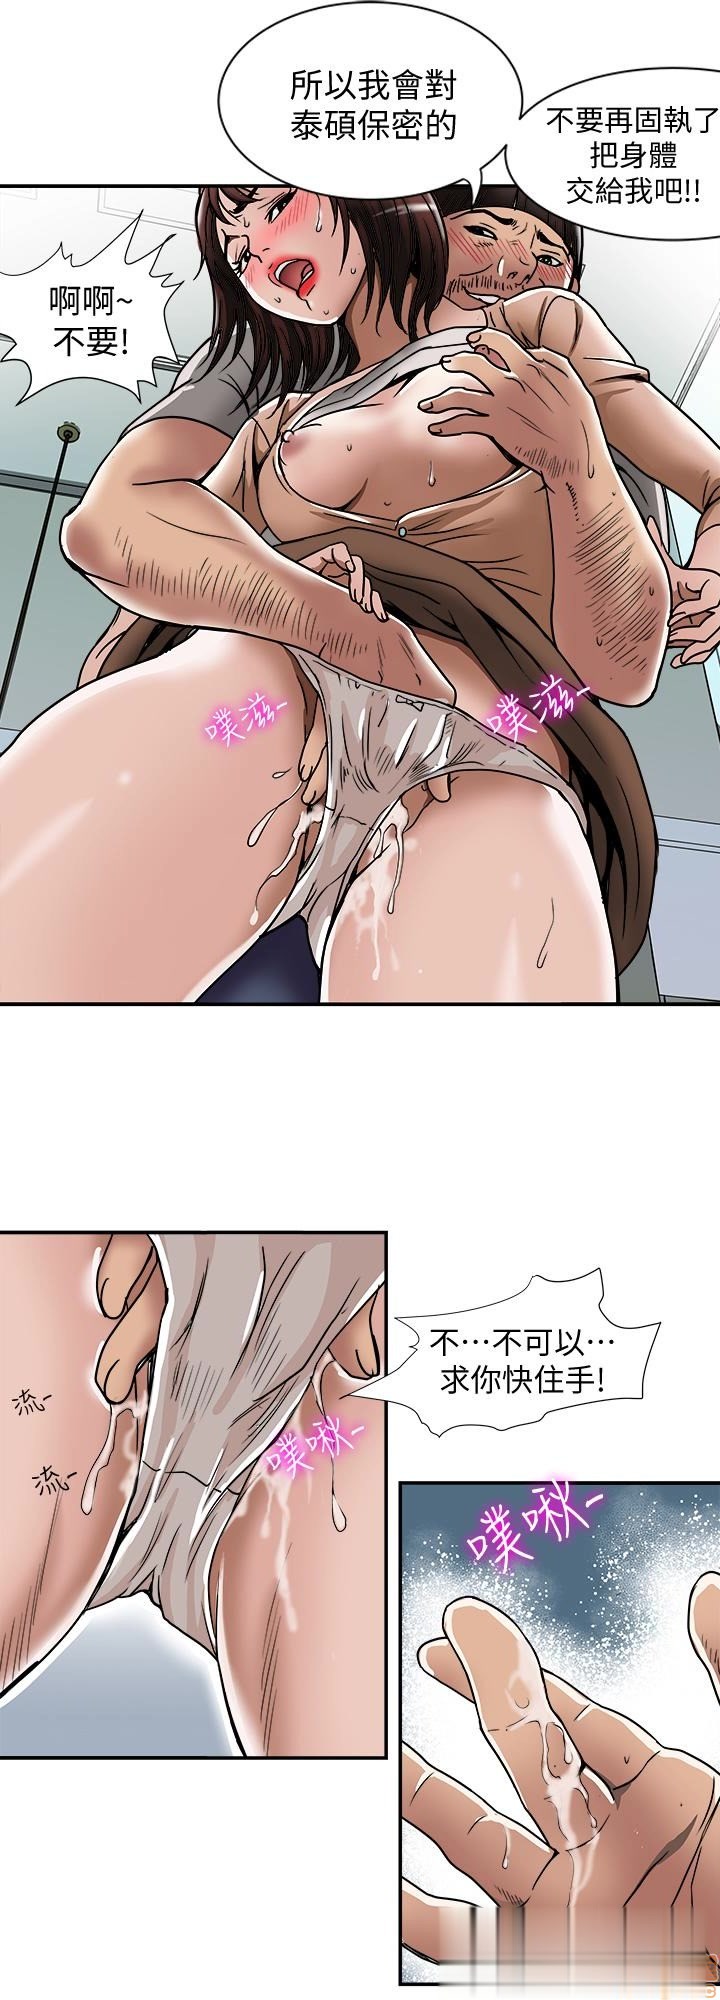 所以我會對
泰碩保密的
不要再固執了
把身體
交給我吧!!
啊啊~
不要!
噗滋~
噗滋~
不…不可以…
求你快住手!
流~
流~
噗啾~
噗啾~